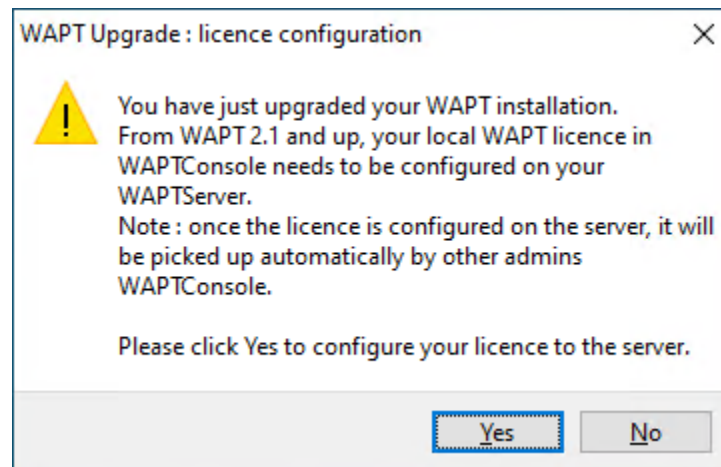 WAPT Upgrade : licence configuration
You have just upgraded your WAPT installation.
From WAPT 2.1 and up, your local WAPT licence in
WAPTConsole needs to be configured on your
WAPTServer.
Note : once the licence is configured on the server, it will
be picked up automatically by other admins
WAPTConsole.
Please click Yes to configure your licence to the server.
Yes No